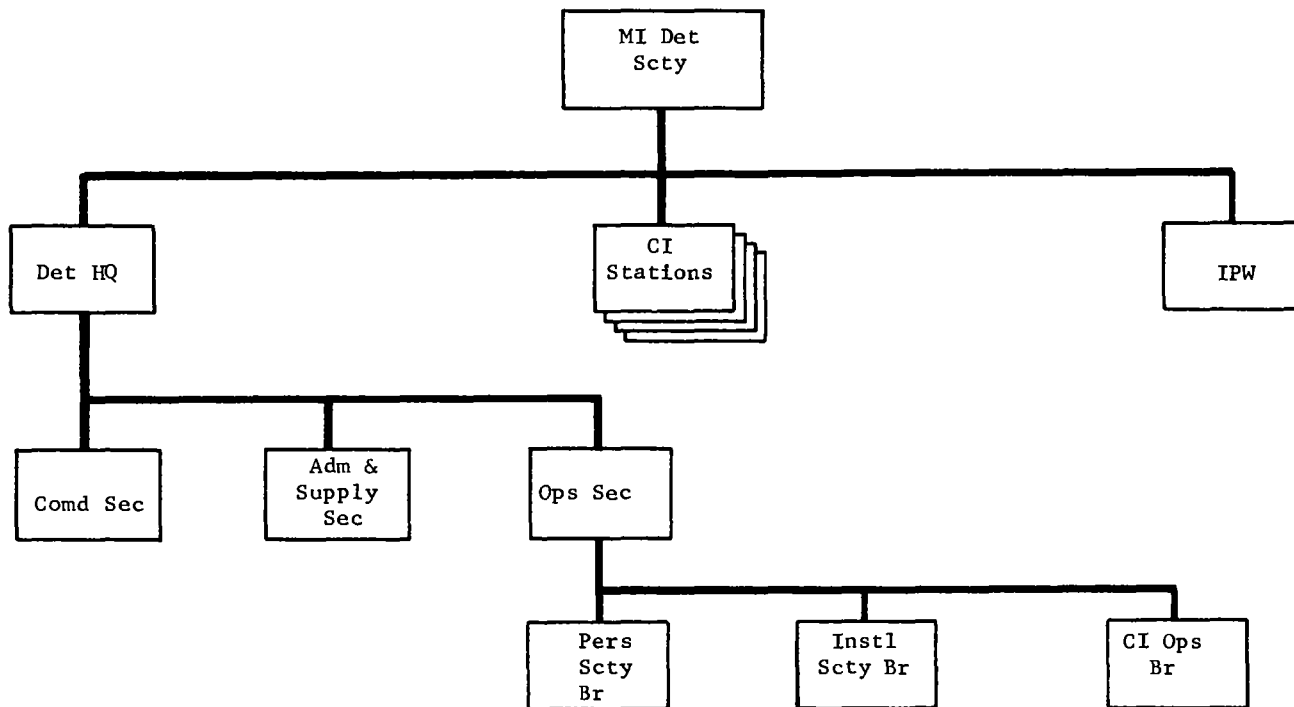 MI Det
Scty
Det HQ
CI
Stations
IPW
Comd Sec
Adm &
Supply
Sec
Ops Sec
Pers
Scty
Br
Instl
Scty Br
CI Ops
Br